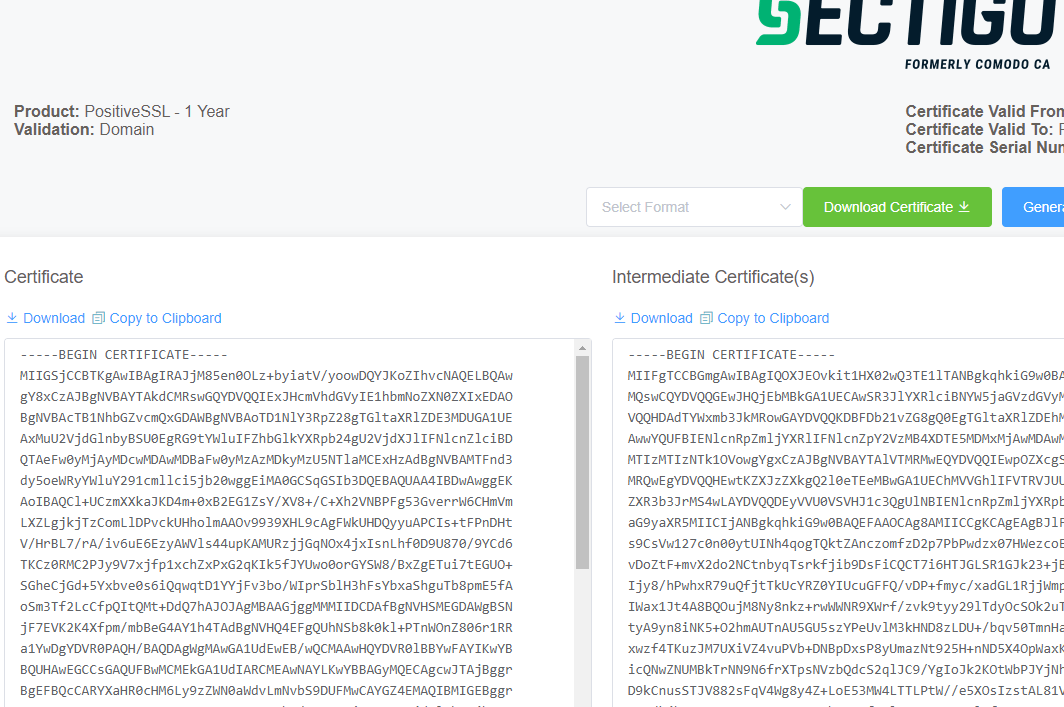 SECTIGO
FORMERLY COMODO CA
Product: PositiveSSL - 1 Year
Validation: Domain
Certificate Valid From
Certificate Valid To:
Certificate Serial Num
Select Format
Download Certificate
Genera
Certificate
Download Copy to Clipboard
-----BEGIN CERTIFICATE-----
MIIGSjCCBTKgAwIBAgIRAJjM85en0OLz+byiatV/yoowDQYJKoZIhvcNAQELBQAw
gY8xCzAJBgNVBAYTAkdCMRswGQYDVQQIExJHcmVhdGVyIE1hbmNoZXN0ZXIxEDAO
BgNVBAcTB1NhbGZvcmQxGDAWBgNVBAoTD1NlY3RpZ28gTGltaXRlZDE3MDUGA1UE
AxMuU2VjdGlnbyBSU0EgRG9tYWluIFZhbGlkYXRpb24gU2VjdXJlIFNlcnZlciBD
QTAeFw0yMjAyMDcwMDAwMDBaFw0yMzAzMDkyMzU5NTlaMCExHzAdBgNVBAMTFnd3
dy5oeWRyYWluY291cmllci5jb20wggEiMA0GCSqGSIb3DQEBAQUAA4IBDwAwggEK
AoIBAQCl+UCzmXXkaJKD4m+0xB2EG1ZsY/XV8+/C+Xh2VNBPFg53GverrW6CHmVm
LXZLgjkjTzComLlDPvckUHholmAAOv9939XHL9cAgFWkUHDQyyuAPCIs+tFPnDHt
V/HrBL7/rA/iv6uE6EzyAWVls44upKAMURzjjGqNOx4jxIsnLhf0D9U870/9YCd6
TKCz0RMC2PJy9V7xjfp1xchZxPxG2qKIk5fJYUwo0orGYSW8/BxZgETui7tEGUO+
SGheCjGd+5Yxbve0s6iQqwqtD1YYjFv3bo/WIprSblH3hFsYbxaShguTb8pmE5fA
oSm3Tf2LcCfpQItQMt+DdQ7hAJOJAgMBAAGjggMMMIIDCDAfBgNVHSMEGDAWgBSN
jF7EVK2K4Xfpm/mbBeG4AY1h4TAdBgNVHQ4EFgQUhNSb8k0kl+PTnWOnZ806r1RR
a1YwDgYDVR0PAQH/BAQDAgWgMAwGA1UdEwEB/wQCMAAwHQYDVR0lBBYwFAYIKwYB
BQUHAwEGCCsGAQUFBwMCMEkGA1UdIARCMEAwNAYLKwYBBAGyMQECAgcwJTAjBggr
BgEFBQcCARYXaHR0cHM6Ly9zZWN0aWdvLmNvbS9DUFMwCAYGZ4EMAQIBMIGEBggr
Intermediate Certificate(s)
Download Copy to Clipboard
-----BEGIN CERTIFICATE-----
MIIFgTCCBGmgAwIBAgIQOXJEOvkit1HX02wQ3TE1lTANBgkqhkiG9w0BA
MQswCQYDVQQGEwJHQjEbMBkGA1UECAwSR3JlYXRlciBNYW5jaGVzdGVyM
VQQHDAdTYWxmb3JkMRowGAYDVQQKDBFDb21vZG8gQ0EgTGltaXRlZDEhM
AwwYQUFBIENlcnRpZmljYXRlIFNlcnZpY2VzMB4XDTE5MDMxMjAwMDAwM
MTIzMTIzNTk1OVowgYgxCzAJBgNVBAYTAlVTMRMwEQYDVQQIEwpOZXcgS
MRQwEgYDVQQHEwtKZXJzZXkgQ2l0eTEeMBwGA1UEChMVVGhlIFVTRVJUU
ZXR3b3JrMS4wLAYDVQQDEyVVU0VSVHJ1c3QgUlNBIENlcnRpZmljYXRpb
aG9yaXR5MIICIjANBgkqhkiG9w0BAQEFAAOCAg8AMIICCgKCAgEAgBJlF
s9CsVw127c0n00ytUINh4qogTQktZAnczomfzD2p7PbPwdzx07HWezcoE
vDoZtF+mvX2do2NCtnbyqTsrkfjib9DsFiCQCT7i6HTJGLSR1GJk23+jB
Ijy8/hPwhxR79uQfjtTkUcYRZ0YIUcuGFFQ/vDP+fmyc/xadGL1RjjWmp
IWax1Jt4A8BQOujM8Ny8nkz+rwWWNR9XWrf/zvk9tyy29lTdyOcSOk2uT
tyA9yn8iNK5+O2hmAUTnAU5GU5szYPeUvlM3kHND8zLDU+/bqv50TmnHa
xwzf4TKuzJM7UXiVZ4vuPVb+DNBpDxsP8yUmazNt925H+nND5X4OpWaxK
icQNwZNUMBkTrNN9N6frXTpsNVzbQdcS2qlJC9/YgIoJk2KOtWbPJYjNh
D9kCnusSTJV882sFqV4Wg8y4Z+LoE53MW4LTTLPtW//e5XOsIzstAL81V